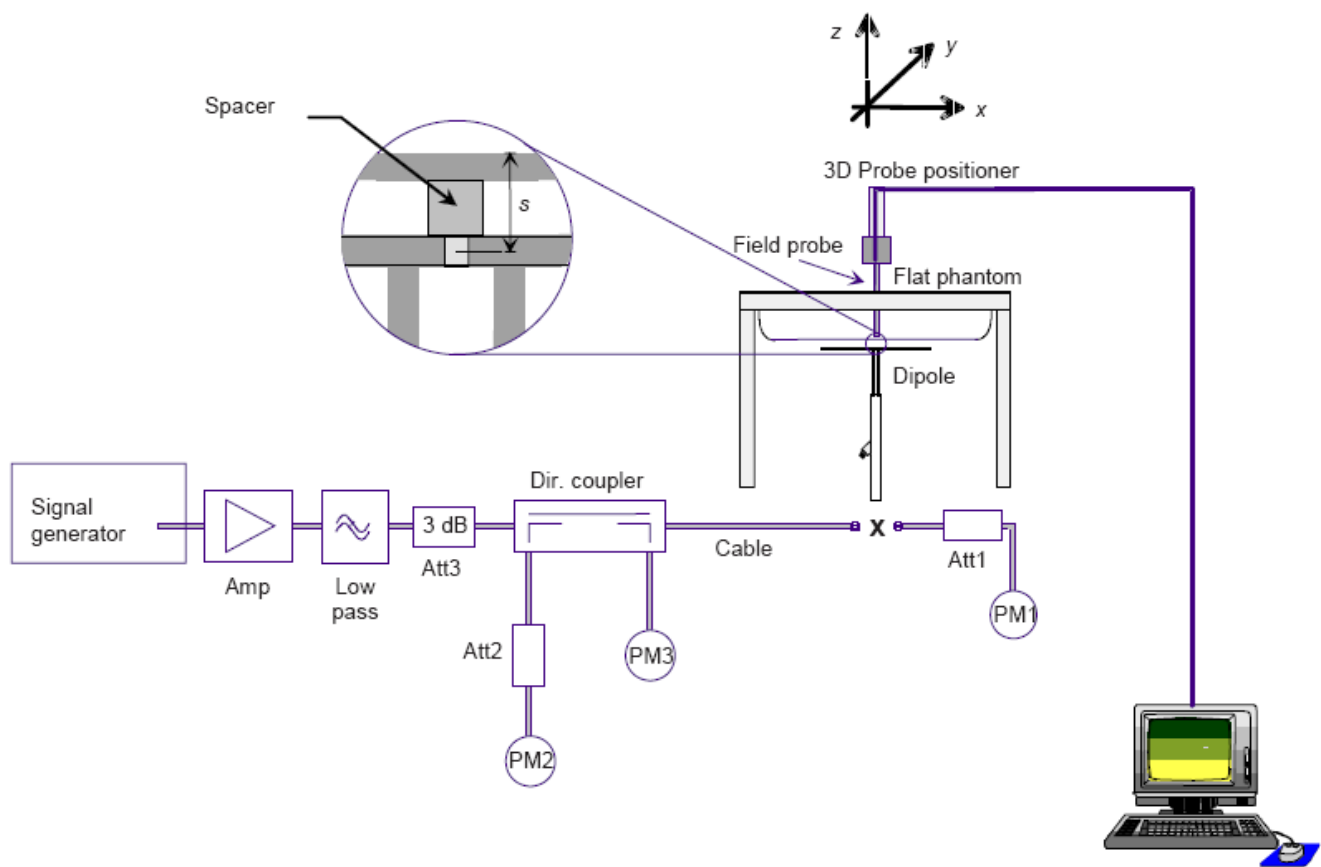 z
y
x
Spacer
s
3D Probe positioner
Field probe
Flat phantom
Dipole
Signal
generator
Amp
Low
pass
3 dB
Att3
Dir. coupler
Cable
X
Att1
PM1
Att2
PM3
PM2